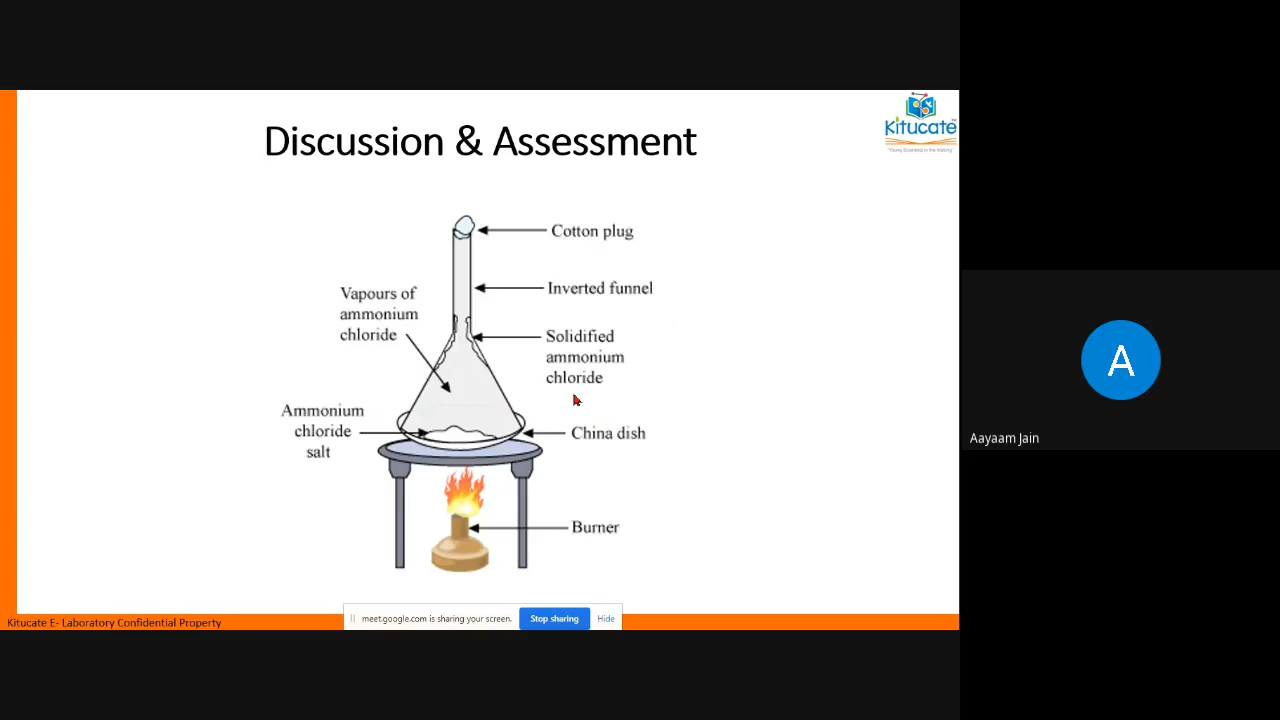 Kitucate
"Young Scientists in the Making"
Discussion & Assessment
Cotton plug
Inverted funnel
Vapours of
ammonium
chloride
Solidified
ammonium
chloride
Ammonium
chloride
salt
China dish
Burner
meet.google.com is sharing your screen.
Stop sharing
Hide
Kitucate E- Laboratory Confidential Property
A
Aayaam Jain